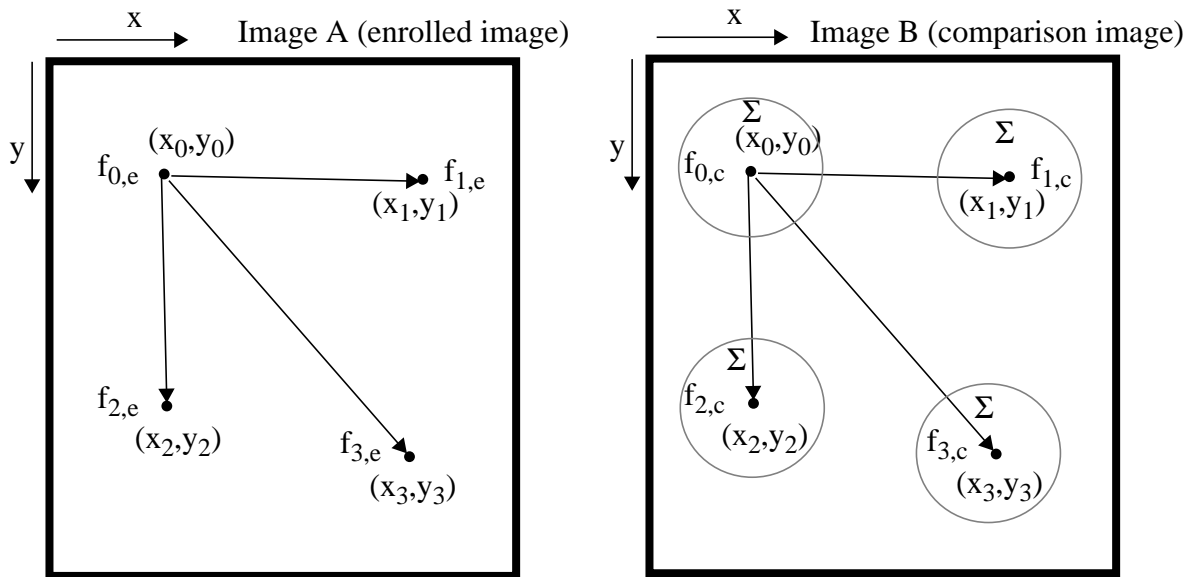 x
Image A (enrolled image)
y
(x0,y0)
f0,e
f1,e
(x1,y1)
f2,e
(x2,y2)
f3,e
(x3,y3)
x
Image B (comparison image)
y
Σ
(x0,y0)
f0,c
Σ
f1,c
(x1,y1)
Σ
f2,c
(x2,y2)
Σ
f3,c
(x3,y3)